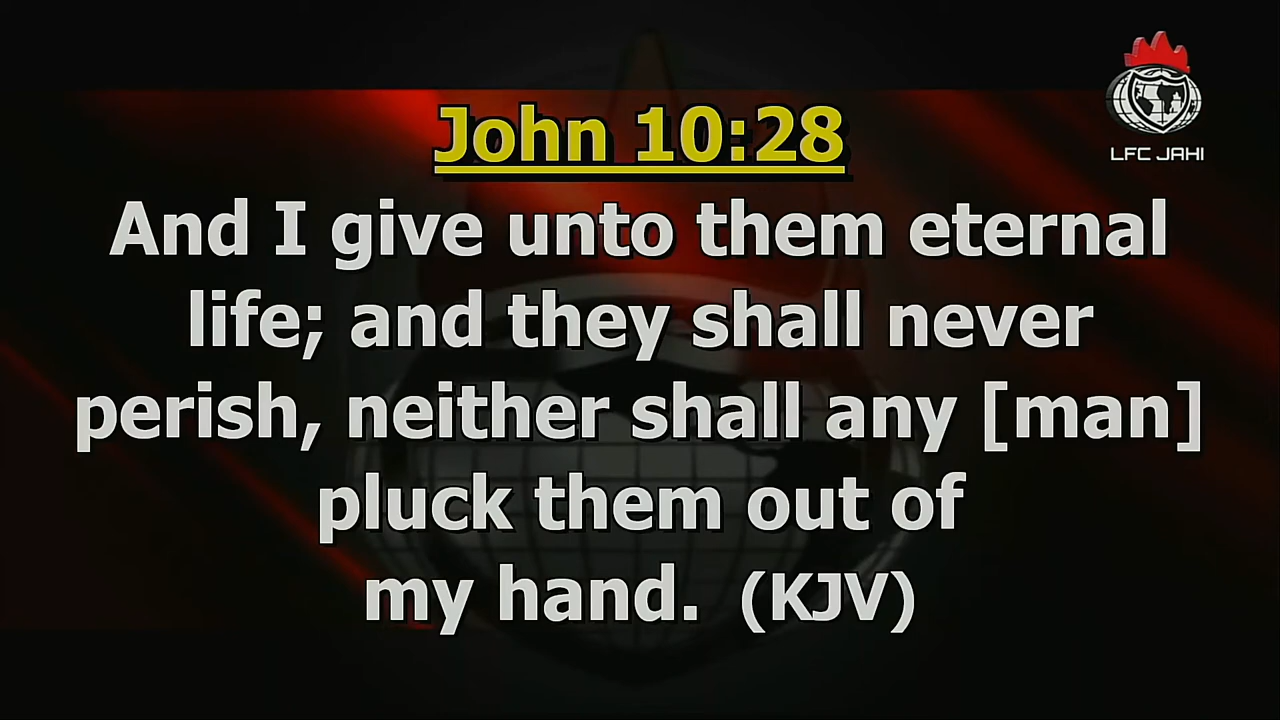 LFC JAHI
John 10:28
And I give unto them eternal
life; and they shall never
perish, neither shall any [man]
pluck them out of
my hand. (KJV)